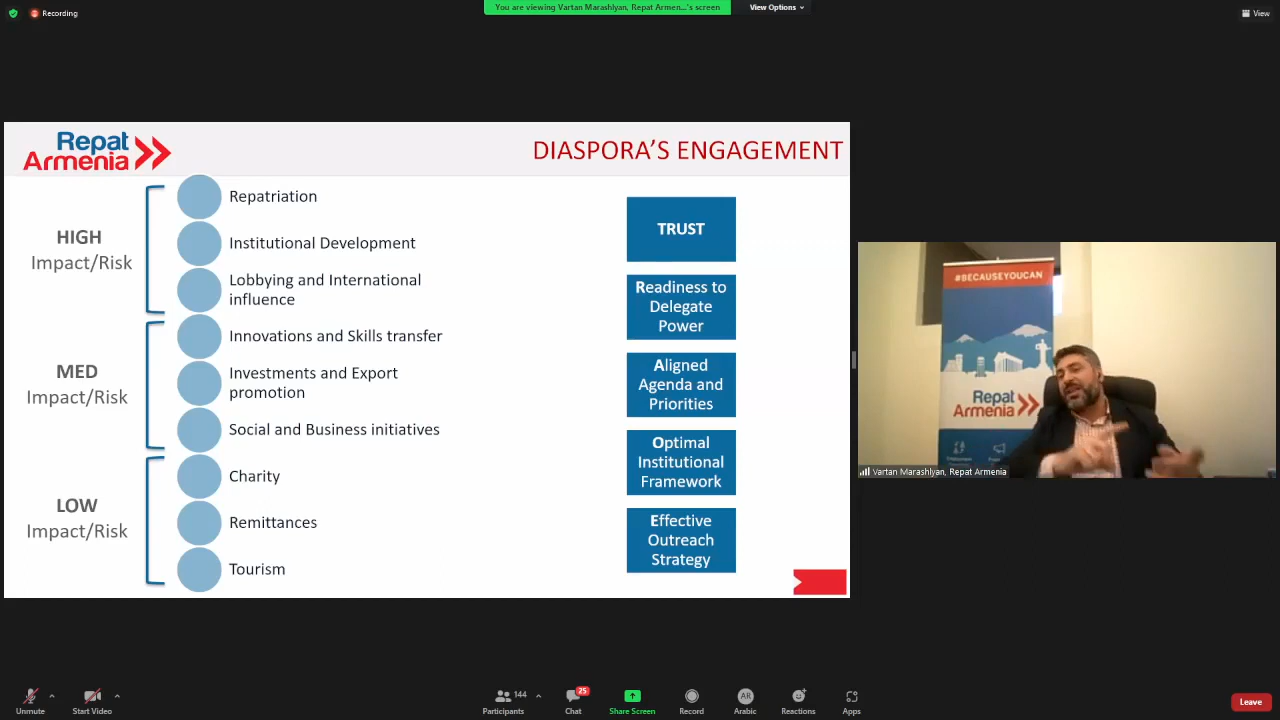 Recording
You are viewing Vartan Marashlyan, Repat Armen...'s screen
View Options
View
Repat
Armenia
DIASPORA'S ENGAGEMENT
HIGH
Impact/Risk
Repatriation
Institutional Development
Lobbying and International
influence
MED
Impact/Risk
Innovations and Skills transfer
Investments and Export
promotion
Social and Business initiatives
LOW
Impact/Risk
Charity
Remittances
Tourism
TRUST
Readiness to
Delegate
Power
Aligned
Agenda and
Priorities
Optimal
Institutional
Framework
Effective
Outreach
Strategy
#BECAUSEYOUCAN
Repat
Armenia
Vartan Marashlyan, Repat Armenia
Unmute
Start Video
144
Participants
25
Chat
Share Screen
Record
AR
Arabic
Reactions
Apps
Leave